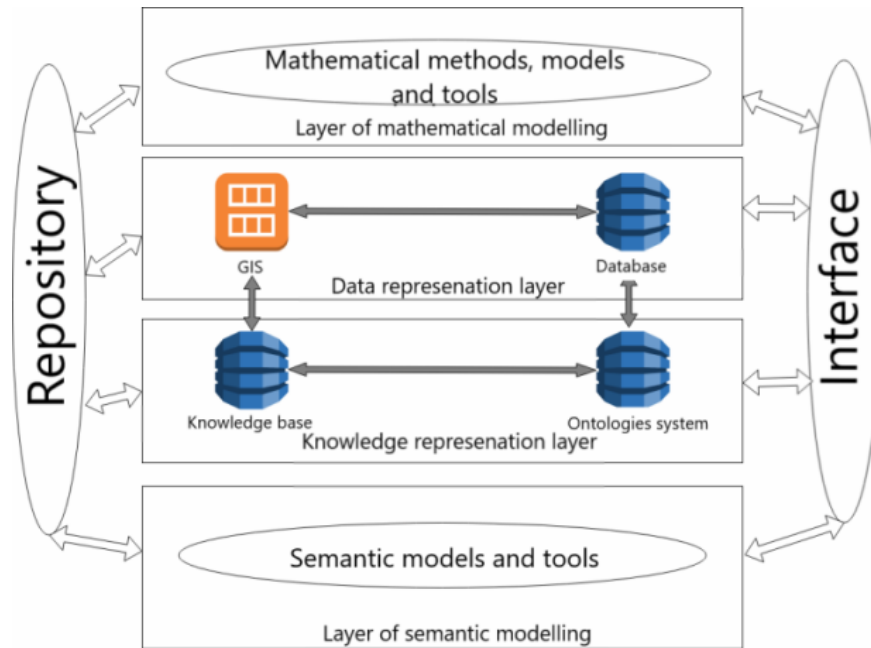 Repository
Mathematical methods, models
and tools
Layer of mathematical modelling
GIS
Database
Data represenation layer
Knowledge base
Ontologies system
Knowledge represenation layer
Semantic models and tools
Layer of semantic modelling
Interface